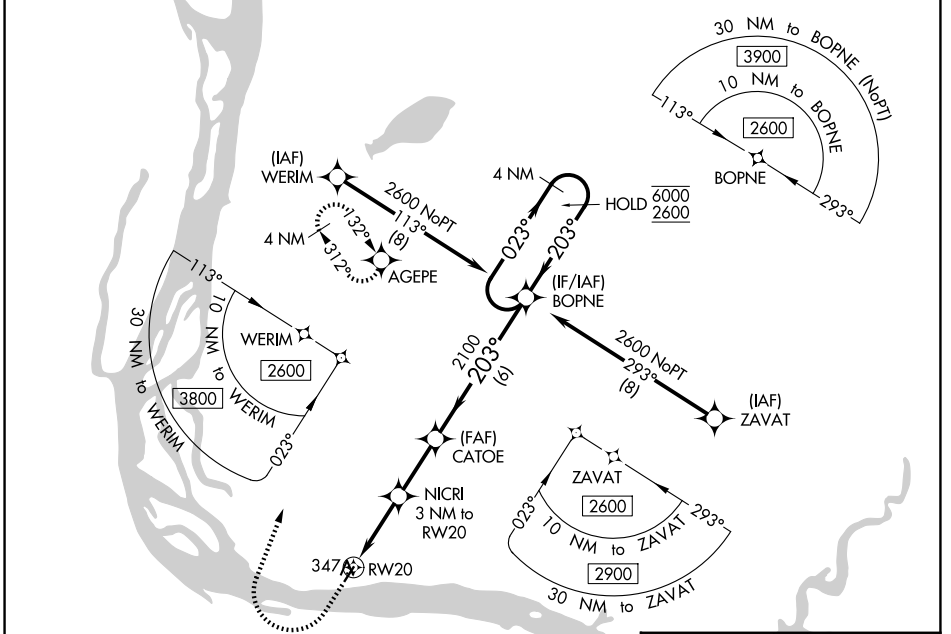 30 NM to BOPNE (NoPT)
3900
10 NM to BOPNE
2600
113°
BOPNE
293°
(IAF)
WERIM
2600 NoPT
113°
(8)
4 NM
132°
312°
AGEPE
4 NM
HOLD 6000
2600
023°
203°
(IF/IAF)
BOPNE
113°
10 NM to WERIM
WERIM
2600
3800
30 NM to WERIM
023°
2100
203°
(6)
2600 NoPT
293°
(8)
(IAF)
ZAVAT
(FAF)
CATOE
NICRI
3 NM to
RW20
347
RW20
ZAVAT
2600
023°
293°
10 NM to ZAVAT
2900
30 NM to ZAVAT